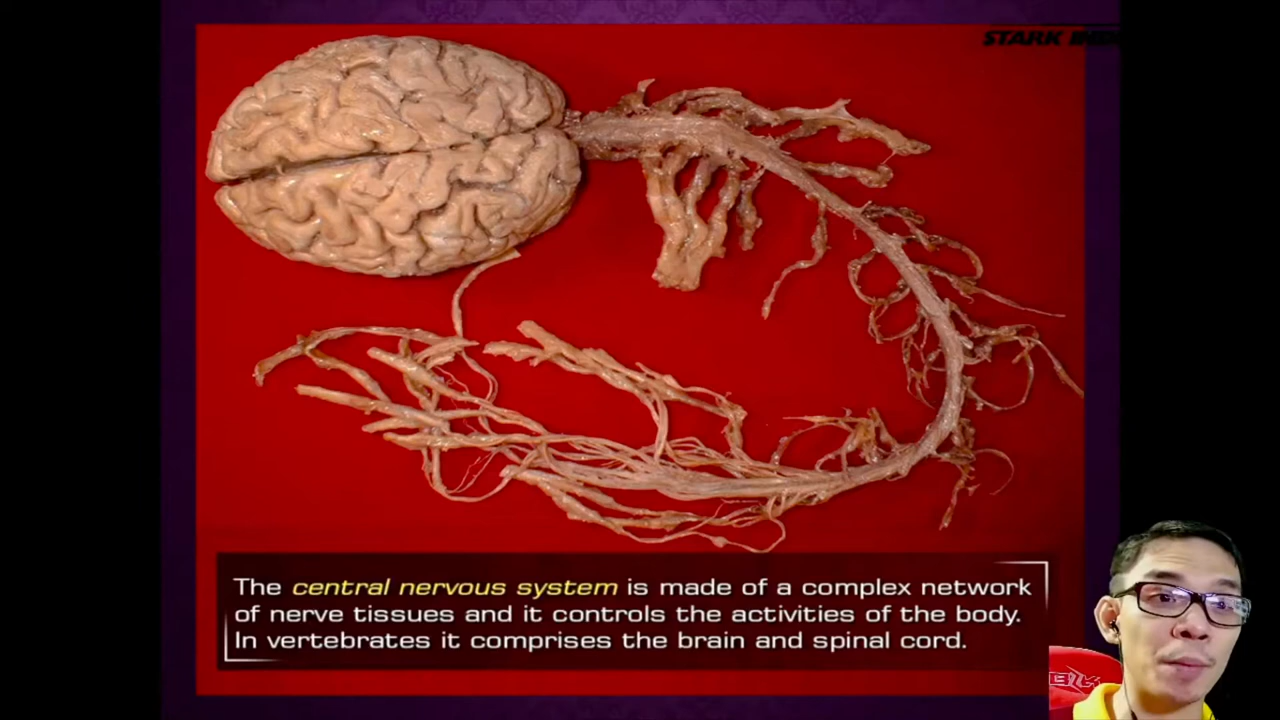 STARK
The central nervous system is made of a complex network
of nerve tissues and it controls the activities of the body.
In vertebrates it comprises the brain and spinal cord.